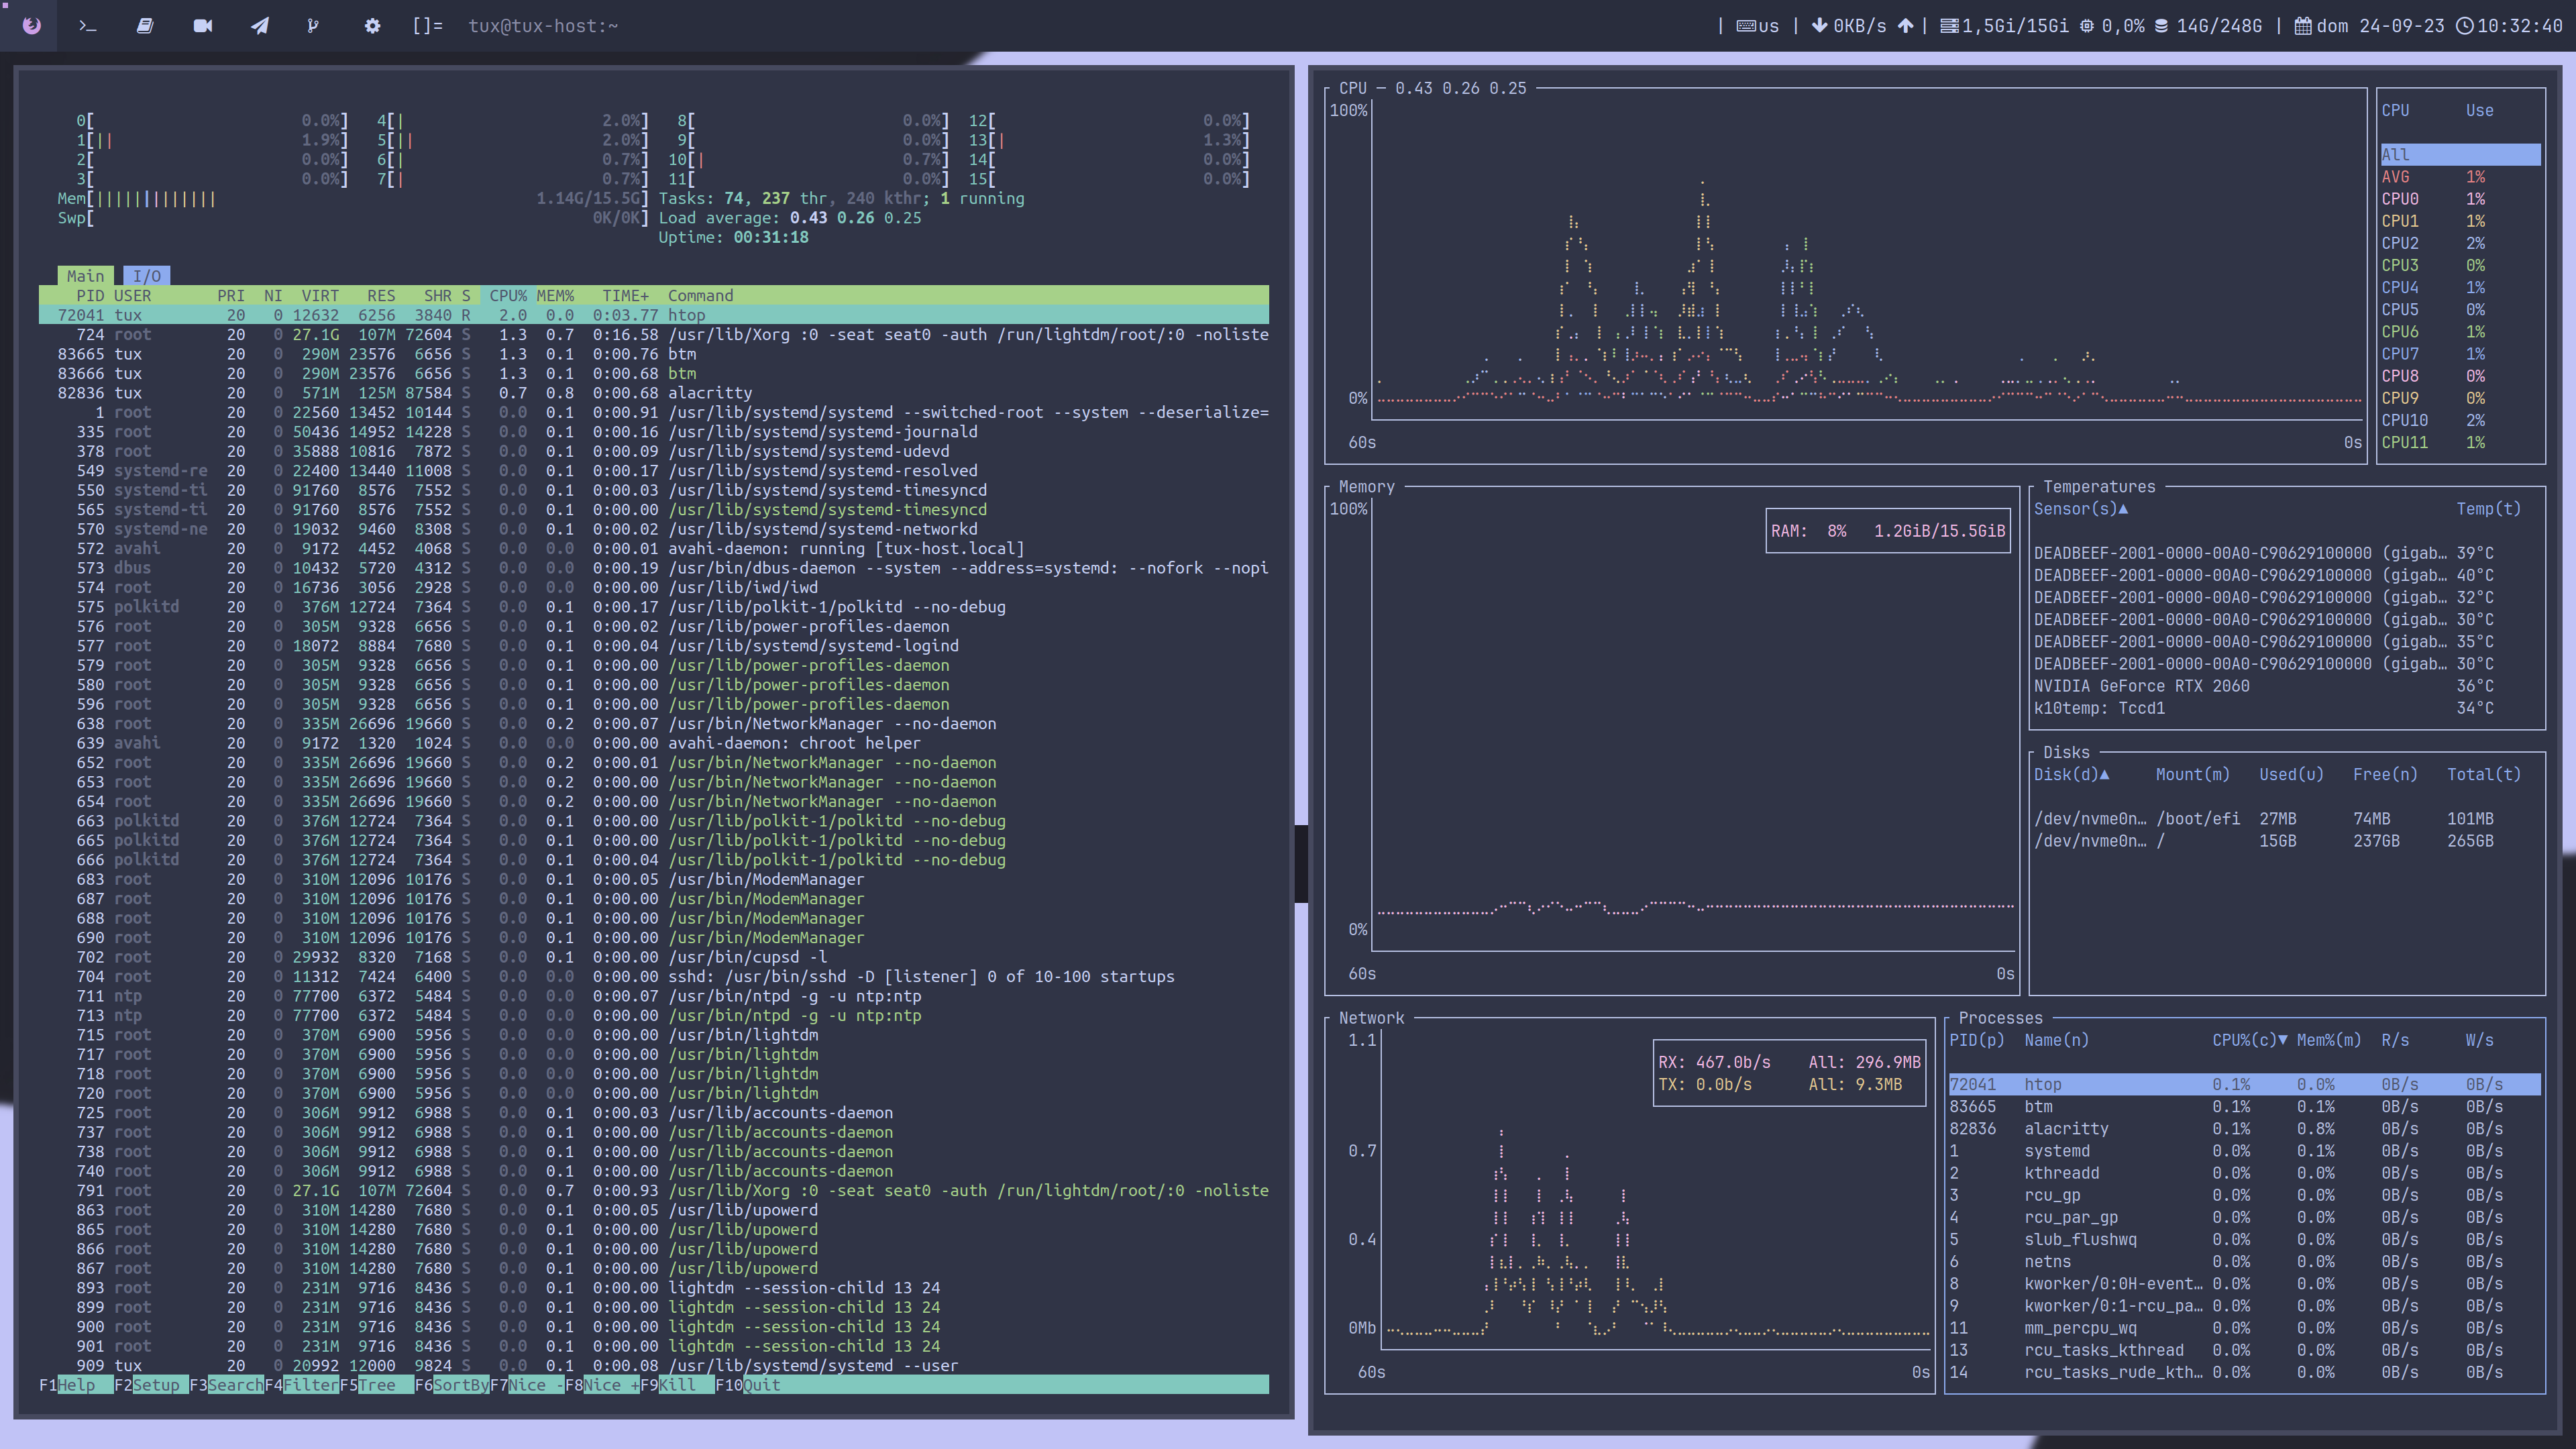 []= tux@tux-host:~ | us | 0KB/s | 1,5Gi/15Gi 0,0% 14G/248G | dom 24-09-23 10:32:40
0[ 0.0%] 4[| 2.0%] 8[ 0.0%] 12[ 0.0%]
1[|| 1.9%] 5[|| 2.0%] 9[ 0.0%] 13[| 1.3%]
2[ 0.0%] 6[| 0.7%] 10[| 0.7%] 14[ 0.0%]
3[ 0.0%] 7[| 0.7%] 11[ 0.0%] 15[ 0.0%]
Mem[||||||||||||| 1.14G/15.5G] Tasks: 74, 237 thr, 240 kthr; 1 running
Swp[ 0K/0K] Load average: 0.43 0.26 0.25
Uptime: 00:31:18
Main I/O
PID USER PRI NI VIRT RES SHR S CPU% MEM% TIME+ Command
72041 tux 20 0 12632 6256 3840 R 2.0 0.0 0:03.77 htop
724 root 20 0 27.1G 107M 72604 S 1.3 0.7 0:16.58 /usr/lib/Xorg :0 -seat seat0 -auth /run/lightdm/root/:0 -noliste
83665 tux 20 0 290M 23576 6656 S 1.3 0.1 0:00.76 btm
83666 tux 20 0 290M 23576 6656 S 1.3 0.1 0:00.68 btm
82836 tux 20 0 571M 125M 87584 S 0.7 0.8 0:00.68 alacritty
1 root 20 0 22560 13452 10144 S 0.0 0.1 0:00.91 /usr/lib/systemd/systemd --switched-root --system --deserialize=
335 root 20 0 50436 14952 14228 S 0.0 0.1 0:00.16 /usr/lib/systemd/systemd-journald
378 root 20 0 35888 10816 7872 S 0.0 0.1 0:00.09 /usr/lib/systemd/systemd-udevd
549 systemd-re 20 0 22400 13440 11008 S 0.0 0.1 0:00.17 /usr/lib/systemd/systemd-resolved
550 systemd-ti 20 0 91760 8576 7552 S 0.0 0.1 0:00.03 /usr/lib/systemd/systemd-timesyncd
565 systemd-ti 20 0 91760 8576 7552 S 0.0 0.1 0:00.00 /usr/lib/systemd/systemd-timesyncd
570 systemd-ne 20 0 19032 9460 8308 S 0.0 0.1 0:00.02 /usr/lib/systemd/systemd-networkd
572 avahi 20 0 9172 4452 4068 S 0.0 0.0 0:00.01 avahi-daemon: running [tux-host.local]
573 dbus 20 0 10432 5720 4312 S 0.0 0.0 0:00.19 /usr/bin/dbus-daemon --system --address=systemd: --nofork --nopi
574 root 20 0 16736 3056 2928 S 0.0 0.0 0:00.00 /usr/lib/iwd/iwd
575 polkitd 20 0 376M 12724 7364 S 0.0 0.1 0:00.17 /usr/lib/polkit-1/polkitd --no-debug
576 root 20 0 305M 9328 6656 S 0.0 0.1 0:00.02 /usr/lib/power-profiles-daemon
577 root 20 0 18072 8884 7680 S 0.0 0.1 0:00.04 /usr/lib/systemd/systemd-logind
579 root 20 0 305M 9328 6656 S 0.0 0.1 0:00.00 /usr/lib/power-profiles-daemon
580 root 20 0 305M 9328 6656 S 0.0 0.1 0:00.00 /usr/lib/power-profiles-daemon
596 root 20 0 305M 9328 6656 S 0.0 0.1 0:00.00 /usr/lib/power-profiles-daemon
638 root 20 0 335M 26696 19660 S 0.0 0.2 0:00.07 /usr/bin/NetworkManager --no-daemon
639 avahi 20 0 9172 1320 1024 S 0.0 0.0 0:00.00 avahi-daemon: chroot helper
652 root 20 0 335M 26696 19660 S 0.0 0.2 0:00.01 /usr/bin/NetworkManager --no-daemon
653 root 20 0 335M 26696 19660 S 0.0 0.2 0:00.00 /usr/bin/NetworkManager --no-daemon
654 root 20 0 335M 26696 19660 S 0.0 0.2 0:00.00 /usr/bin/NetworkManager --no-daemon
663 polkitd 20 0 376M 12724 7364 S 0.0 0.1 0:00.00 /usr/lib/polkit-1/polkitd --no-debug
665 polkitd 20 0 376M 12724 7364 S 0.0 0.1 0:00.00 /usr/lib/polkit-1/polkitd --no-debug
666 polkitd 20 0 376M 12724 7364 S 0.0 0.1 0:00.04 /usr/lib/polkit-1/polkitd --no-debug
683 root 20 0 310M 12096 10176 S 0.0 0.1 0:00.05 /usr/bin/ModemManager
687 root 20 0 310M 12096 10176 S 0.0 0.1 0:00.00 /usr/bin/ModemManager
688 root 20 0 310M 12096 10176 S 0.0 0.1 0:00.00 /usr/bin/ModemManager
690 root 20 0 310M 12096 10176 S 0.0 0.1 0:00.00 /usr/bin/ModemManager
702 root 20 0 29932 8320 7168 S 0.0 0.1 0:00.00 /usr/bin/cupsd -l
704 root 20 0 11312 7424 6400 S 0.0 0.0 0:00.00 sshd: /usr/bin/sshd -D [listener] 0 of 10-100 startups
711 ntp 20 0 77700 6372 5484 S 0.0 0.0 0:00.07 /usr/bin/ntpd -g -u ntp:ntp
713 ntp 20 0 77700 6372 5484 S 0.0 0.0 0:00.00 /usr/bin/ntpd -g -u ntp:ntp
715 root 20 0 370M 6900 5956 S 0.0 0.0 0:00.00 /usr/bin/lightdm
717 root 20 0 370M 6900 5956 S 0.0 0.0 0:00.00 /usr/bin/lightdm
718 root 20 0 370M 6900 5956 S 0.0 0.0 0:00.00 /usr/bin/lightdm
720 root 20 0 370M 6900 5956 S 0.0 0.0 0:00.00 /usr/bin/lightdm
725 root 20 0 306M 9912 6988 S 0.0 0.1 0:00.03 /usr/lib/accounts-daemon
737 root 20 0 306M 9912 6988 S 0.0 0.1 0:00.00 /usr/lib/accounts-daemon
738 root 20 0 306M 9912 6988 S 0.0 0.1 0:00.00 /usr/lib/accounts-daemon
740 root 20 0 306M 9912 6988 S 0.0 0.1 0:00.00 /usr/lib/accounts-daemon
791 root 20 0 27.1G 107M 72604 S 0.0 0.7 0:00.93 /usr/lib/Xorg :0 -seat seat0 -auth /run/lightdm/root/:0 -noliste
863 root 20 0 310M 14280 7680 S 0.0 0.1 0:00.05 /usr/lib/upowerd
865 root 20 0 310M 14280 7680 S 0.0 0.1 0:00.00 /usr/lib/upowerd
866 root 20 0 310M 14280 7680 S 0.0 0.1 0:00.00 /usr/lib/upowerd
867 root 20 0 310M 14280 7680 S 0.0 0.1 0:00.00 /usr/lib/upowerd
893 root 20 0 231M 9716 8436 S 0.0 0.1 0:00.00 lightdm --session-child 13 24
899 root 20 0 231M 9716 8436 S 0.0 0.1 0:00.00 lightdm --session-child 13 24
900 root 20 0 231M 9716 8436 S 0.0 0.1 0:00.00 lightdm --session-child 13 24
901 root 20 0 231M 9716 8436 S 0.0 0.1 0:00.00 lightdm --session-child 13 24
909 tux 20 0 20992 12000 9824 S 0.0 0.1 0:00.08 /usr/lib/systemd/systemd --user
F1Help F2Setup F3SearchF4FilterF5Tree F6SortByF7Nice -F8Nice +F9Kill F10Quit
CPU — 0.43 0.26 0.25
100%
0%
60s 0s
CPU Use
All
AVG 1%
CPU0 1%
CPU1 1%
CPU2 2%
CPU3 0%
CPU4 1%
CPU5 0%
CPU6 1%
CPU7 1%
CPU8 0%
CPU9 0%
CPU10 2%
CPU11 1%
Memory
100%
RAM: 8% 1.2GiB/15.5GiB
0%
60s 0s
Temperatures
Sensor(s)▲ Temp(t)
DEADBEEF-2001-0000-00A0-C90629100000 (gigab… 39°C
DEADBEEF-2001-0000-00A0-C90629100000 (gigab… 40°C
DEADBEEF-2001-0000-00A0-C90629100000 (gigab… 32°C
DEADBEEF-2001-0000-00A0-C90629100000 (gigab… 30°C
DEADBEEF-2001-0000-00A0-C90629100000 (gigab… 35°C
DEADBEEF-2001-0000-00A0-C90629100000 (gigab… 30°C
NVIDIA GeForce RTX 2060 36°C
k10temp: Tccd1 34°C
Disks
Disk(d)▲ Mount(m) Used(u) Free(n) Total(t)
/dev/nvme0n… /boot/efi 27MB 74MB 101MB
/dev/nvme0n… / 15GB 237GB 265GB
Network
1.1
RX: 467.0b/s All: 296.9MB
TX: 0.0b/s All: 9.3MB
0.7
0.4
0Mb
60s 0s
Processes
PID(p) Name(n) CPU%(c)▼ Mem%(m) R/s W/s
72041 htop 0.1% 0.0% 0B/s 0B/s
83665 btm 0.1% 0.1% 0B/s 0B/s
82836 alacritty 0.1% 0.8% 0B/s 0B/s
1 systemd 0.0% 0.1% 0B/s 0B/s
2 kthreadd 0.0% 0.0% 0B/s 0B/s
3 rcu_gp 0.0% 0.0% 0B/s 0B/s
4 rcu_par_gp 0.0% 0.0% 0B/s 0B/s
5 slub_flushwq 0.0% 0.0% 0B/s 0B/s
6 netns 0.0% 0.0% 0B/s 0B/s
8 kworker/0:0H-event… 0.0% 0.0% 0B/s 0B/s
9 kworker/0:1-rcu_pa… 0.0% 0.0% 0B/s 0B/s
11 mm_percpu_wq 0.0% 0.0% 0B/s 0B/s
13 rcu_tasks_kthread 0.0% 0.0% 0B/s 0B/s
14 rcu_tasks_rude_kth… 0.0% 0.0% 0B/s 0B/s